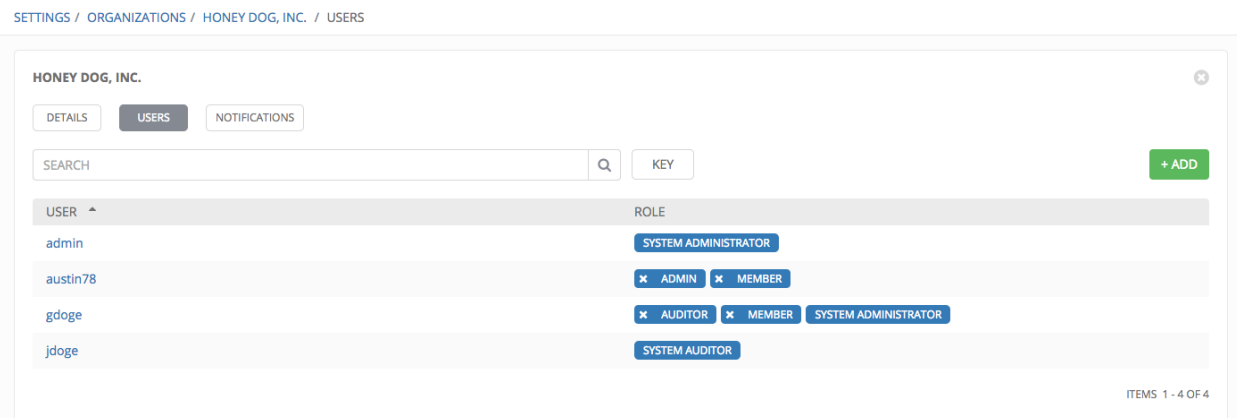 SETTINGS / ORGANIZATIONS / HONEY DOG, INC. / USERS
HONEY DOG, INC.
DETAILS USERS NOTIFICATIONS
SEARCH KEY + ADD
USER ROLE
admin SYSTEM ADMINISTRATOR
austin78 ADMIN MEMBER
gdoge AUDITOR MEMBER SYSTEM ADMINISTRATOR
jdoge SYSTEM AUDITOR
ITEMS 1 - 4 OF 4